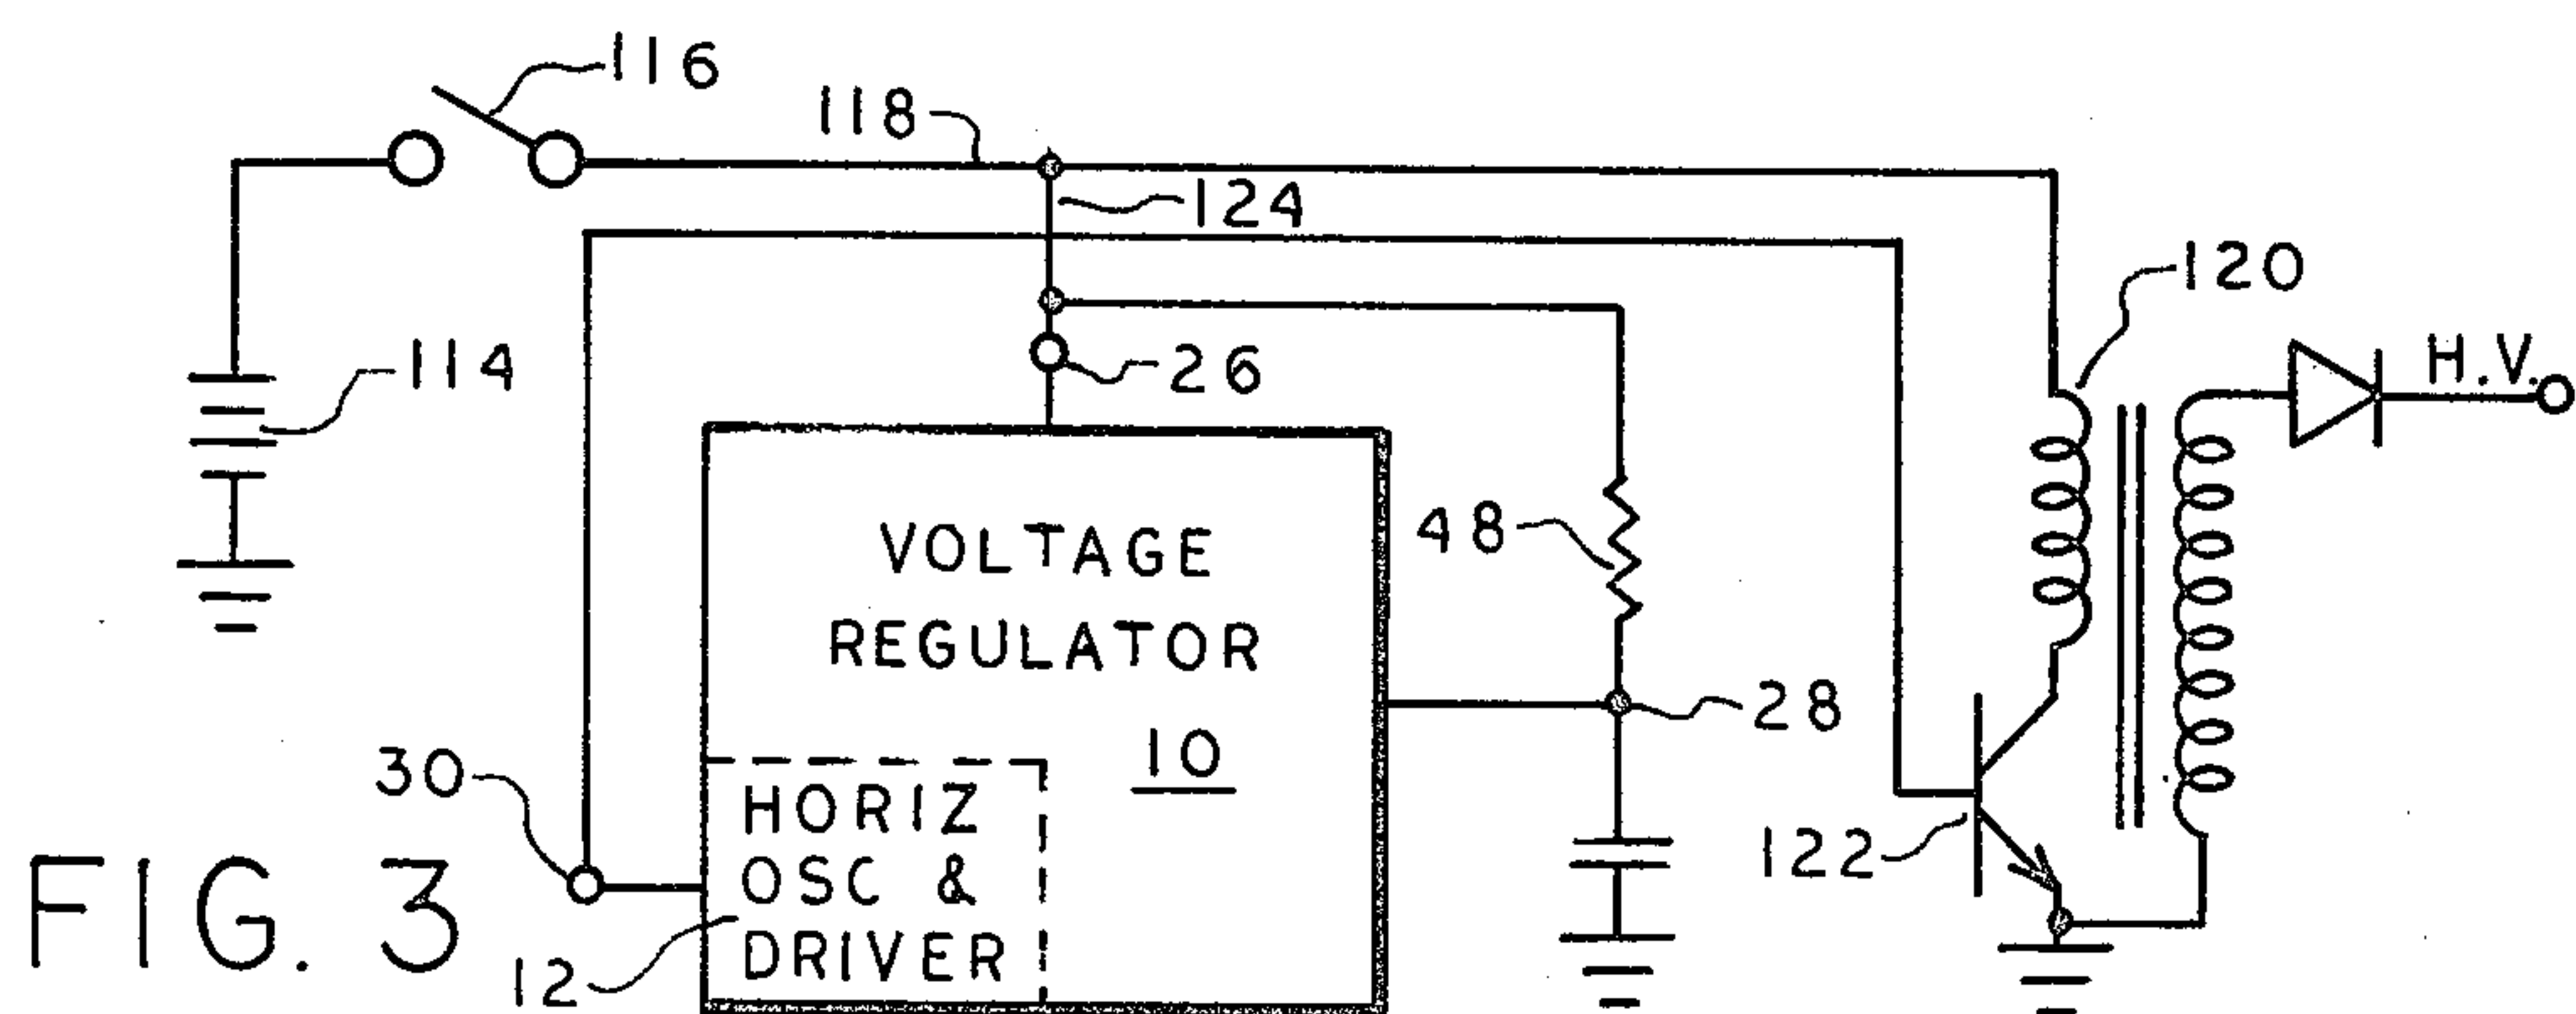 116
118
124
120
114
26
H.V.
48
VOLTAGE
REGULATOR
10
28
30
HORIZ
OSC &
DRIVER
122
12
FIG. 3